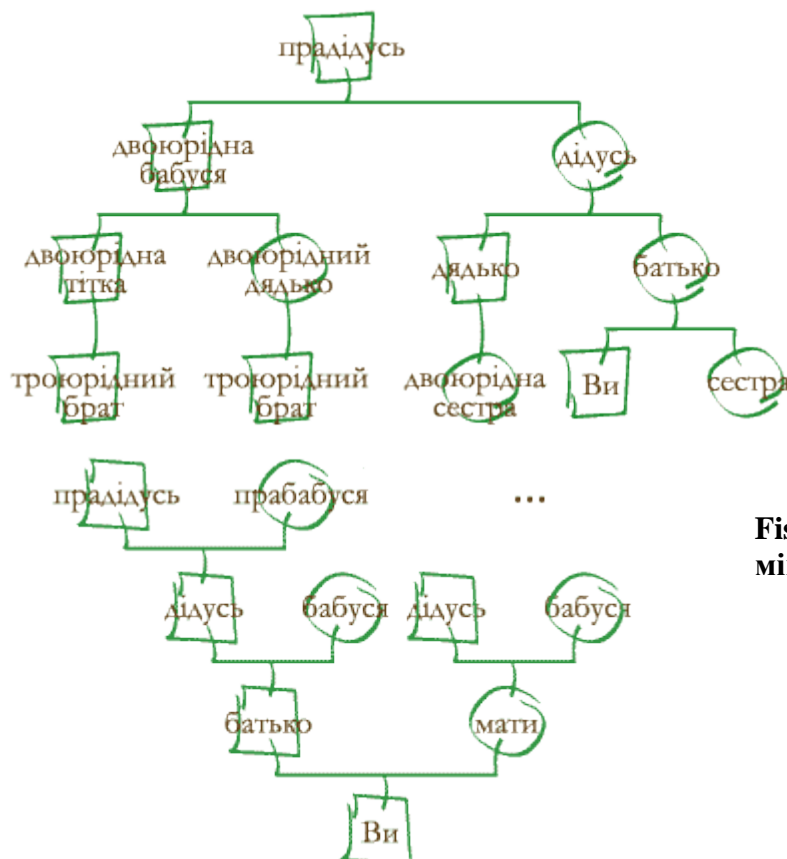 прадідусь
двоюрідна
бабуся
дідусь
двоюрідна
тітка
двоюрідний
дядько
дядько
батько
троюрідний
брат
троюрідний
брат
двоюрідна
сестра
Ви
сестра
прадідусь
прабабуся
...
дідусь
бабуся
дідусь
бабуся
батько
мати
Ви